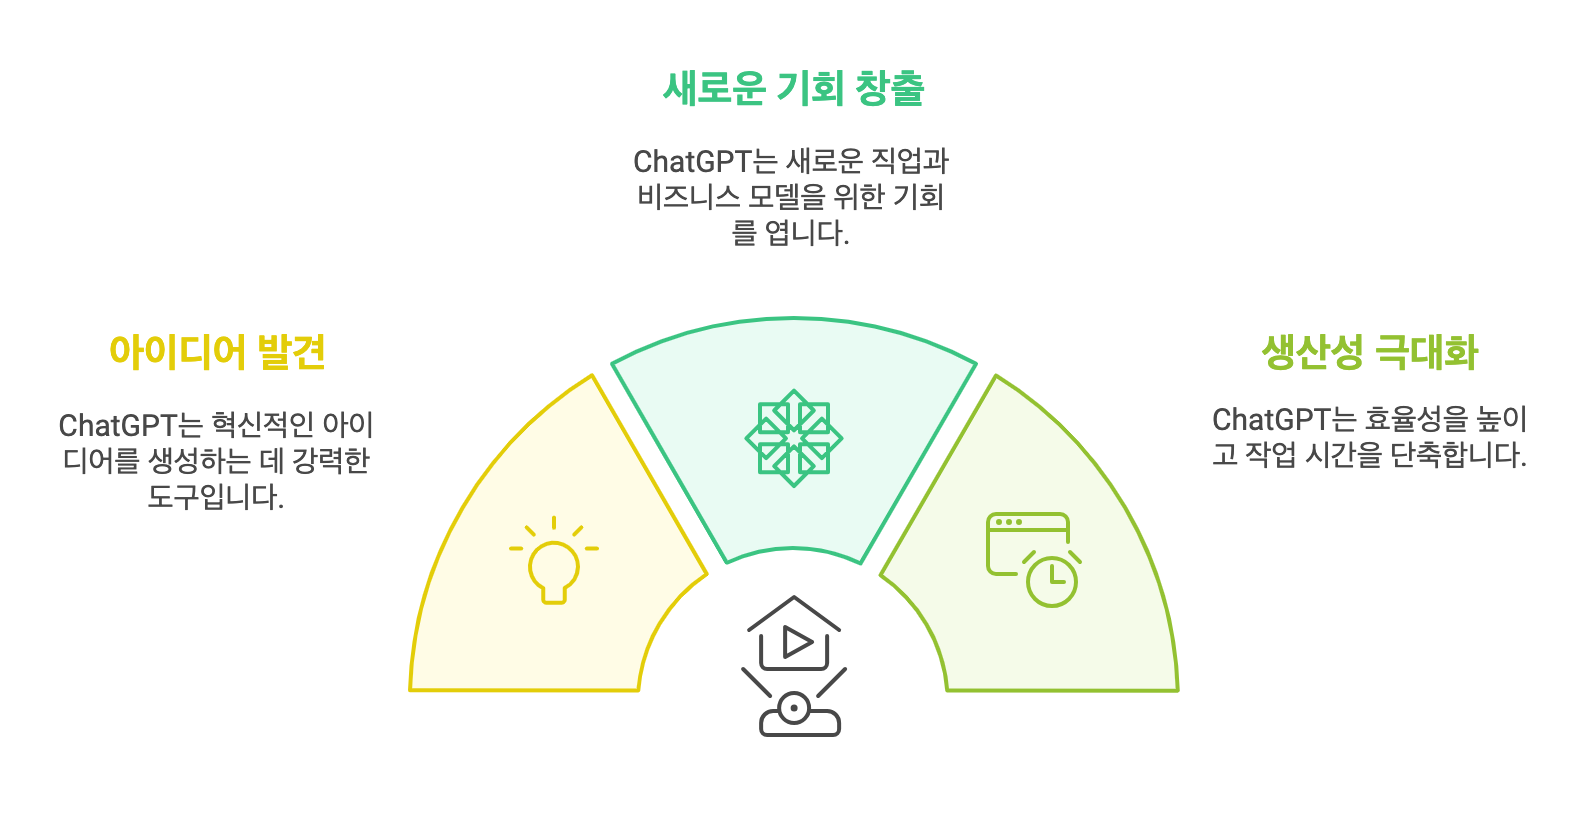 새로운 기회 창출
ChatGPT는 새로운 직업과
비즈니스 모델을 위한 기회
를 엽니다.
아이디어 발견
ChatGPT는 혁신적인 아이
디어를 생성하는 데 강력한
도구입니다.
생산성 극대화
ChatGPT는 효율성을 높이
고 작업 시간을 단축합니다.